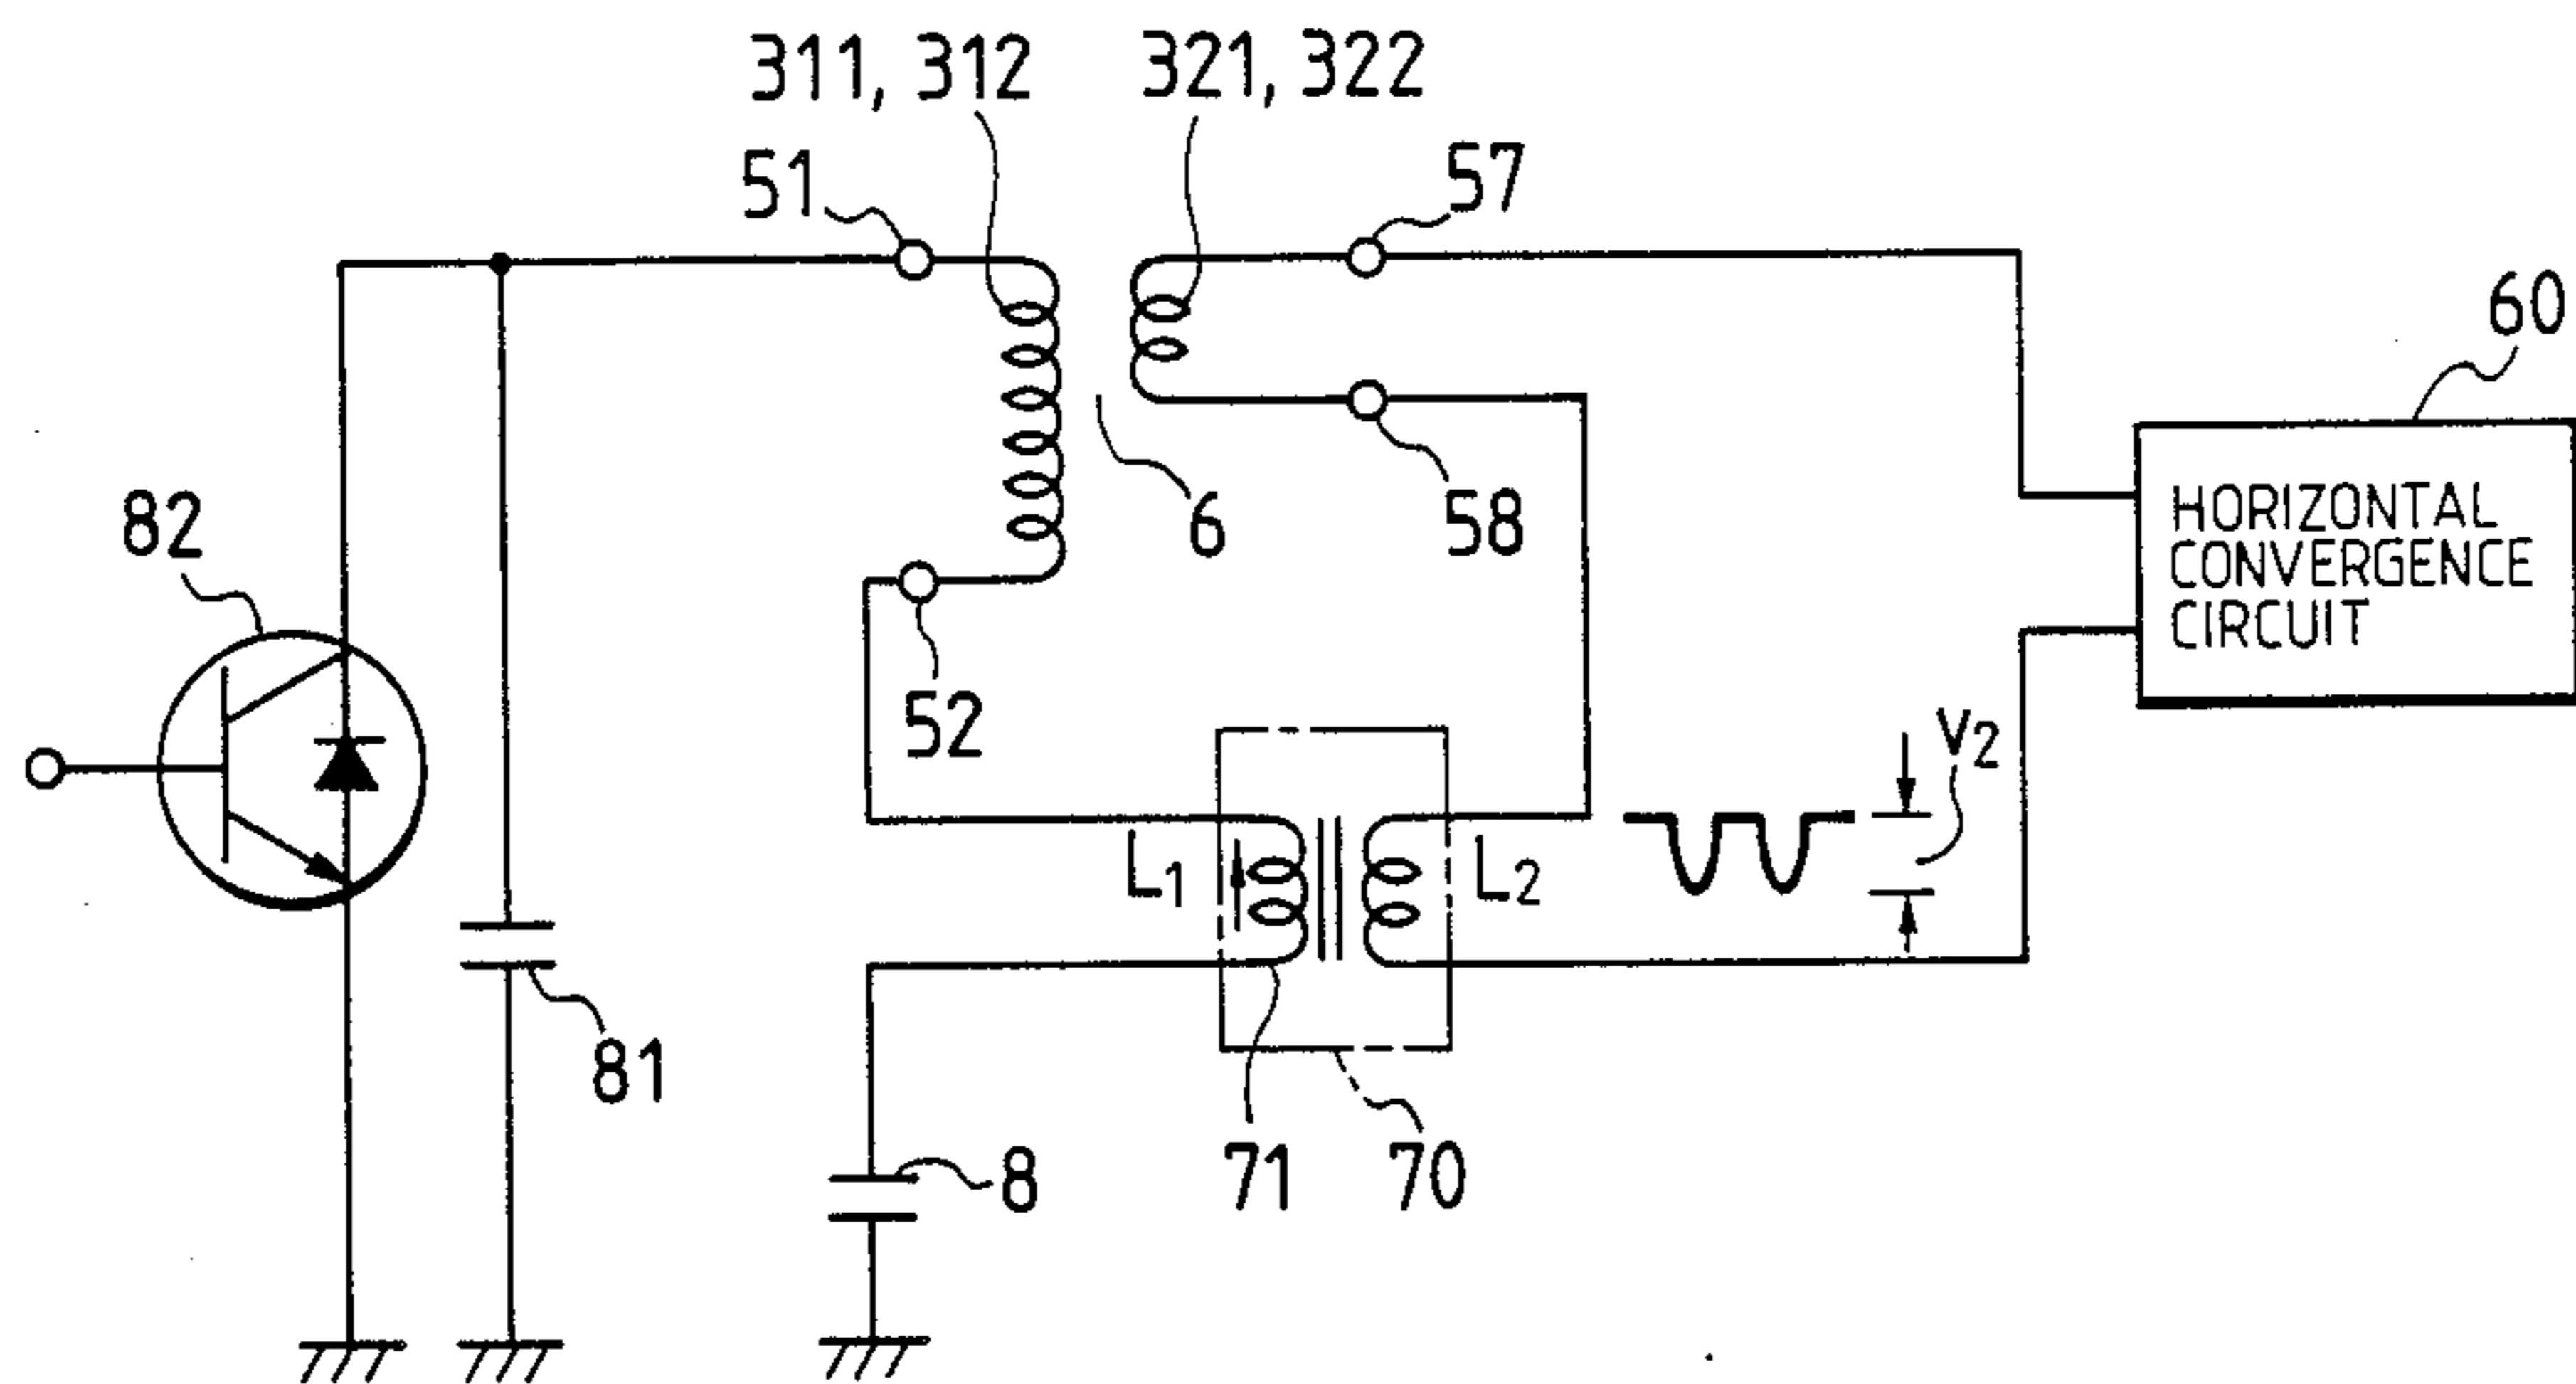 311, 312
321, 322
51
57
60
82
6
58
HORIZONTAL
CONVERGENCE
CIRCUIT
52
V2
L1
L2
81
8
71
70